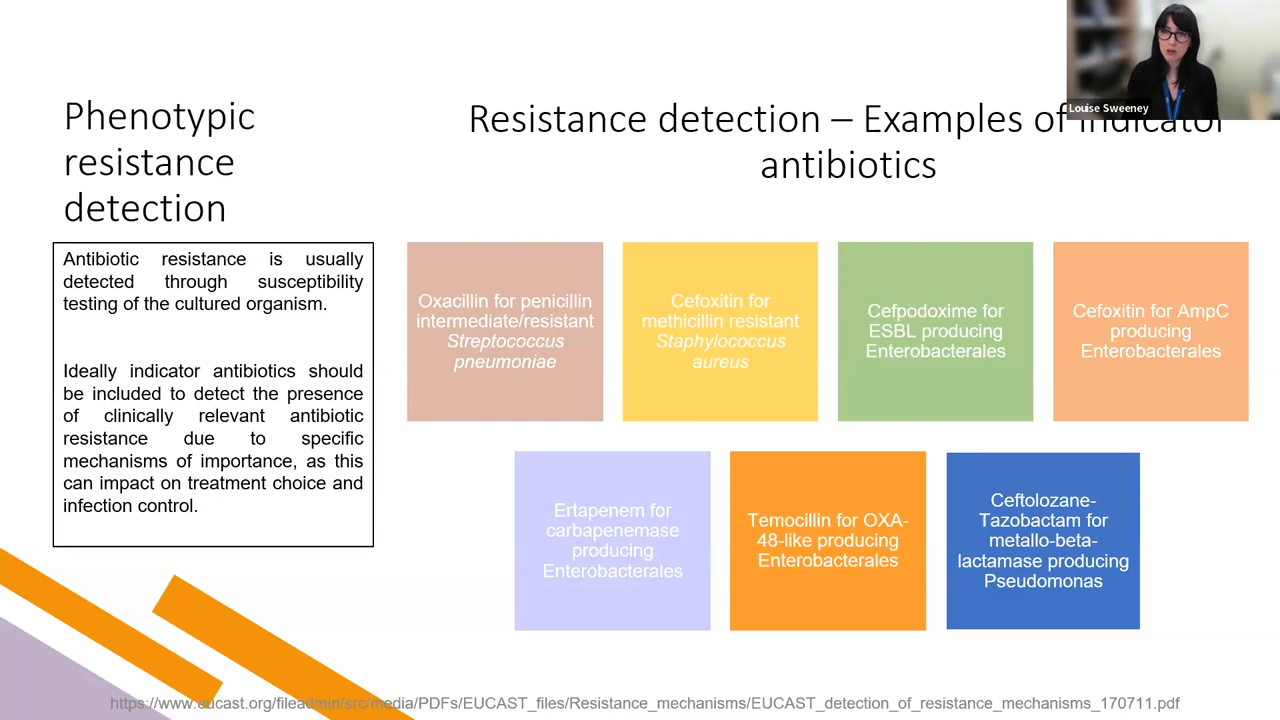 Louise Sweeney
Phenotypic
resistance
detection
Resistance detection – Examples of indicator
antibiotics
Antibiotic resistance is usually
detected through susceptibility
testing of the cultured organism.
Ideally indicator antibiotics should
be included to detect the presence
of clinically relevant antibiotic
resistance due to specific
mechanisms of importance, as this
can impact on treatment choice and
infection control.
Oxacillin for penicillin
intermediate/resistant
Streptococcus
pneumoniae
Cefoxitin for
methicillin resistant
Staphylococcus
aureus
Cefpodoxime for
ESBL producing
Enterobacterales
Cefoxitin for AmpC
producing
Enterobacterales
Ertapenem for
carbapenemase
producing
Enterobacterales
Temocillin for OXA-
48-like producing
Enterobacterales
Ceftolozane-
Tazobactam for
metallo-beta-
lactamase producing
Pseudomonas
https://www.eucast.org/fileadmin/src/media/PDFs/EUCAST_files/Resistance_mechanisms/EUCAST_detection_of_resistance_mechanisms_170711.pdf